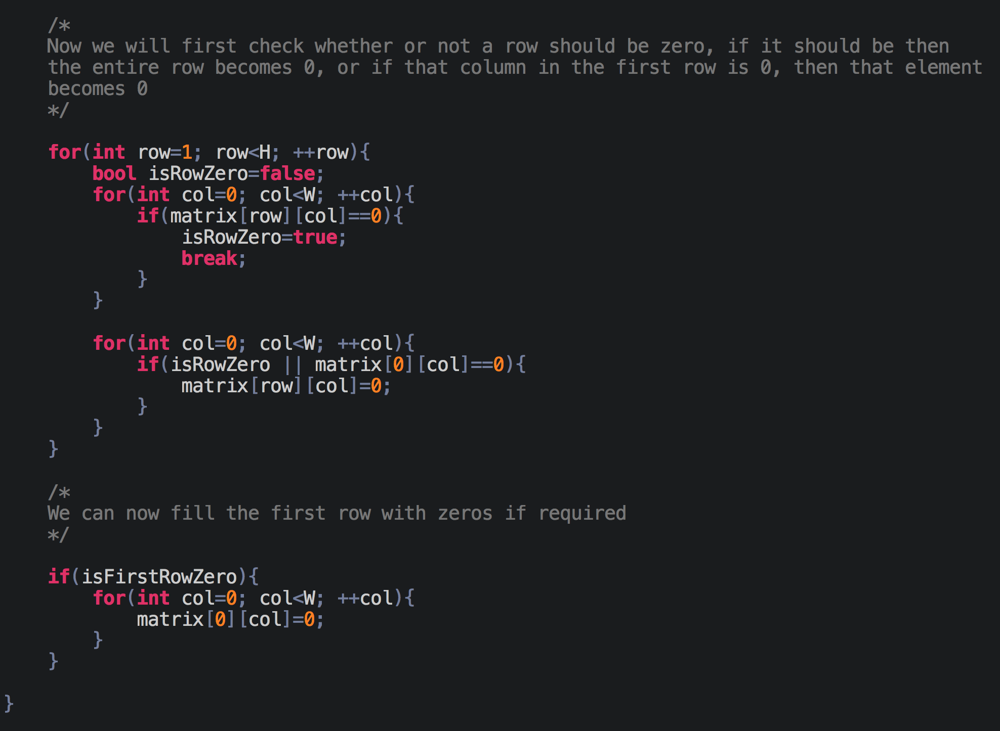 /*
Now we will first check whether or not a row should be zero, if it should be then
the entire row becomes 0, or if that column in the first row is 0, then that element
becomes 0
*/
for(int row=1; row<H; ++row){
bool isRowZero=false;
for(int col=0; col<W; ++col){
if(matrix[row][col]==0){
isRowZero=true;
break;
}
}
for(int col=0; col<W; ++col){
if(isRowZero || matrix[0][col]==0){
matrix[row][col]=0;
}
}
}
/*
We can now fill the first row with zeros if required
*/
if(isFirstRowZero){
for(int col=0; col<W; ++col){
matrix[0][col]=0;
}
}
}